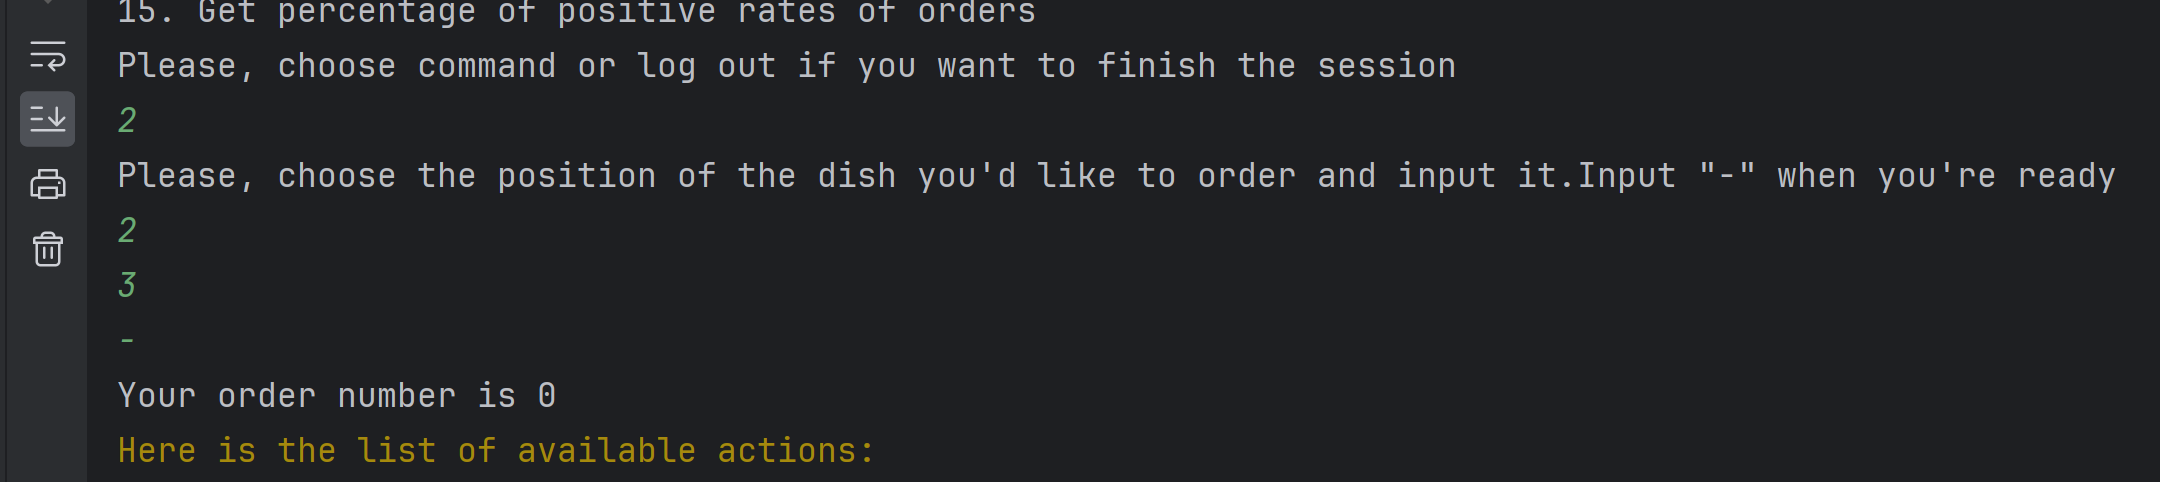 15. Get percentage of positive rates of orders
Please, choose command or log out if you want to finish the session
2
Please, choose the position of the dish you'd like to order and input it.Input "-" when you're ready
2
3
-
Your order number is 0
Here is the list of available actions: